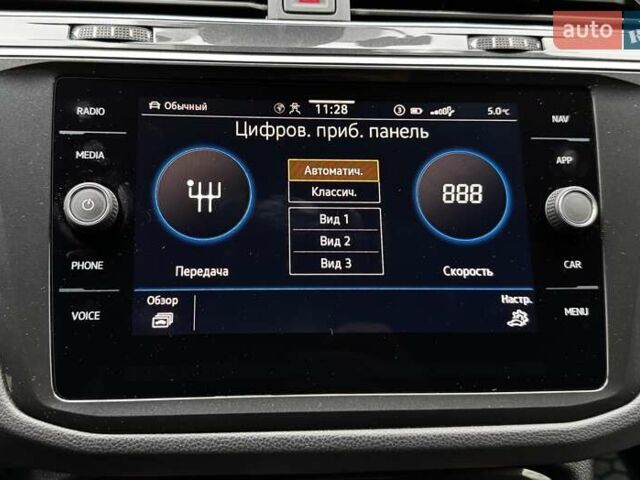 auto
RADIO
MEDIA
PHONE
VOICE
Обычный
11:28
3
5.0°C
Цифров. приб. панель
Автоматич.
Классич.
Вид 1
Вид 2
Вид 3
888
Передача
Скорость
Обзор
Настр.
NAV
APP
CAR
MENU